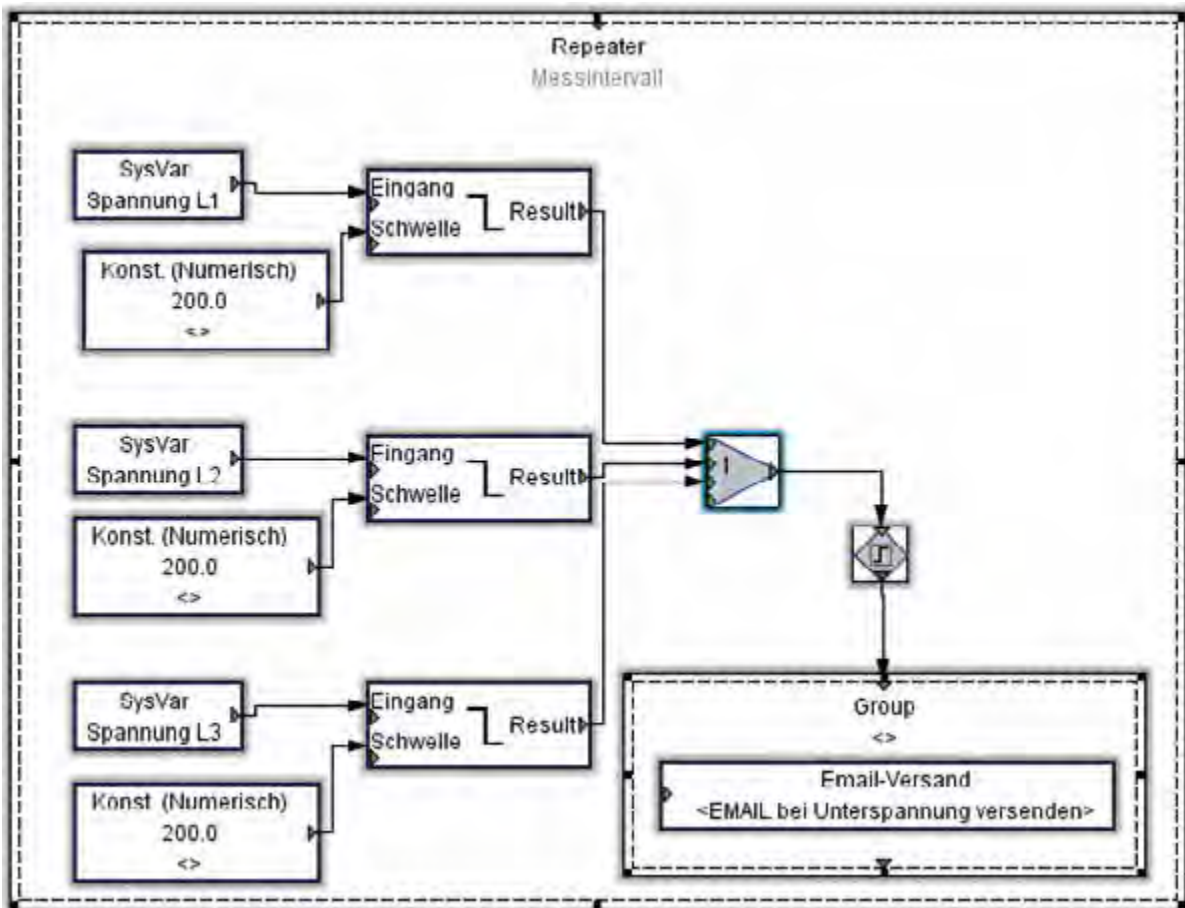 Repeater
Messintervall
SysVar
Spannung L1
Eingang
Schwelle
Result
Konst. (Numerisch)
200.0
<>
SysVar
Spannung L2
Eingang
Schwelle
Result
Konst. (Numerisch)
200.0
<>
SysVar
Spannung L3
Eingang
Schwelle
Result
Konst. (Numerisch)
200.0
<>
Group
<>
Email-Versand
<EMAIL bei Unterspannung versenden>